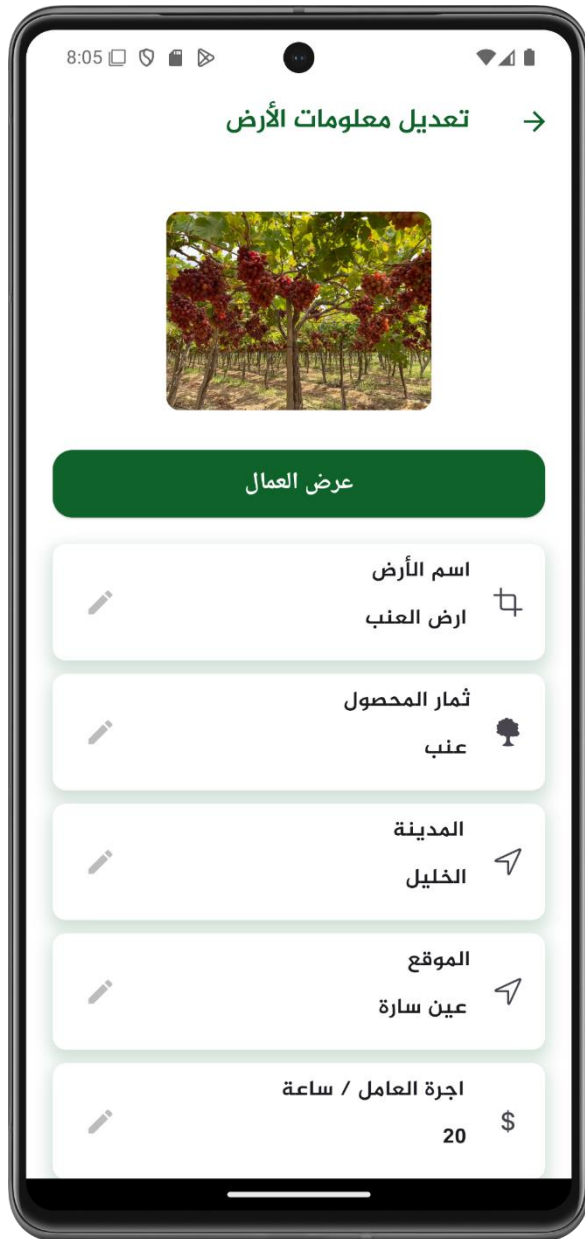 8:05
تعديل معلومات الأرض
عرض العمال
اسم الأرض
ارض العنب
ثمار المحصول
عنب
المدينة
الخليل
الموقع
عين سارة
اجرة العامل / ساعة
$
20